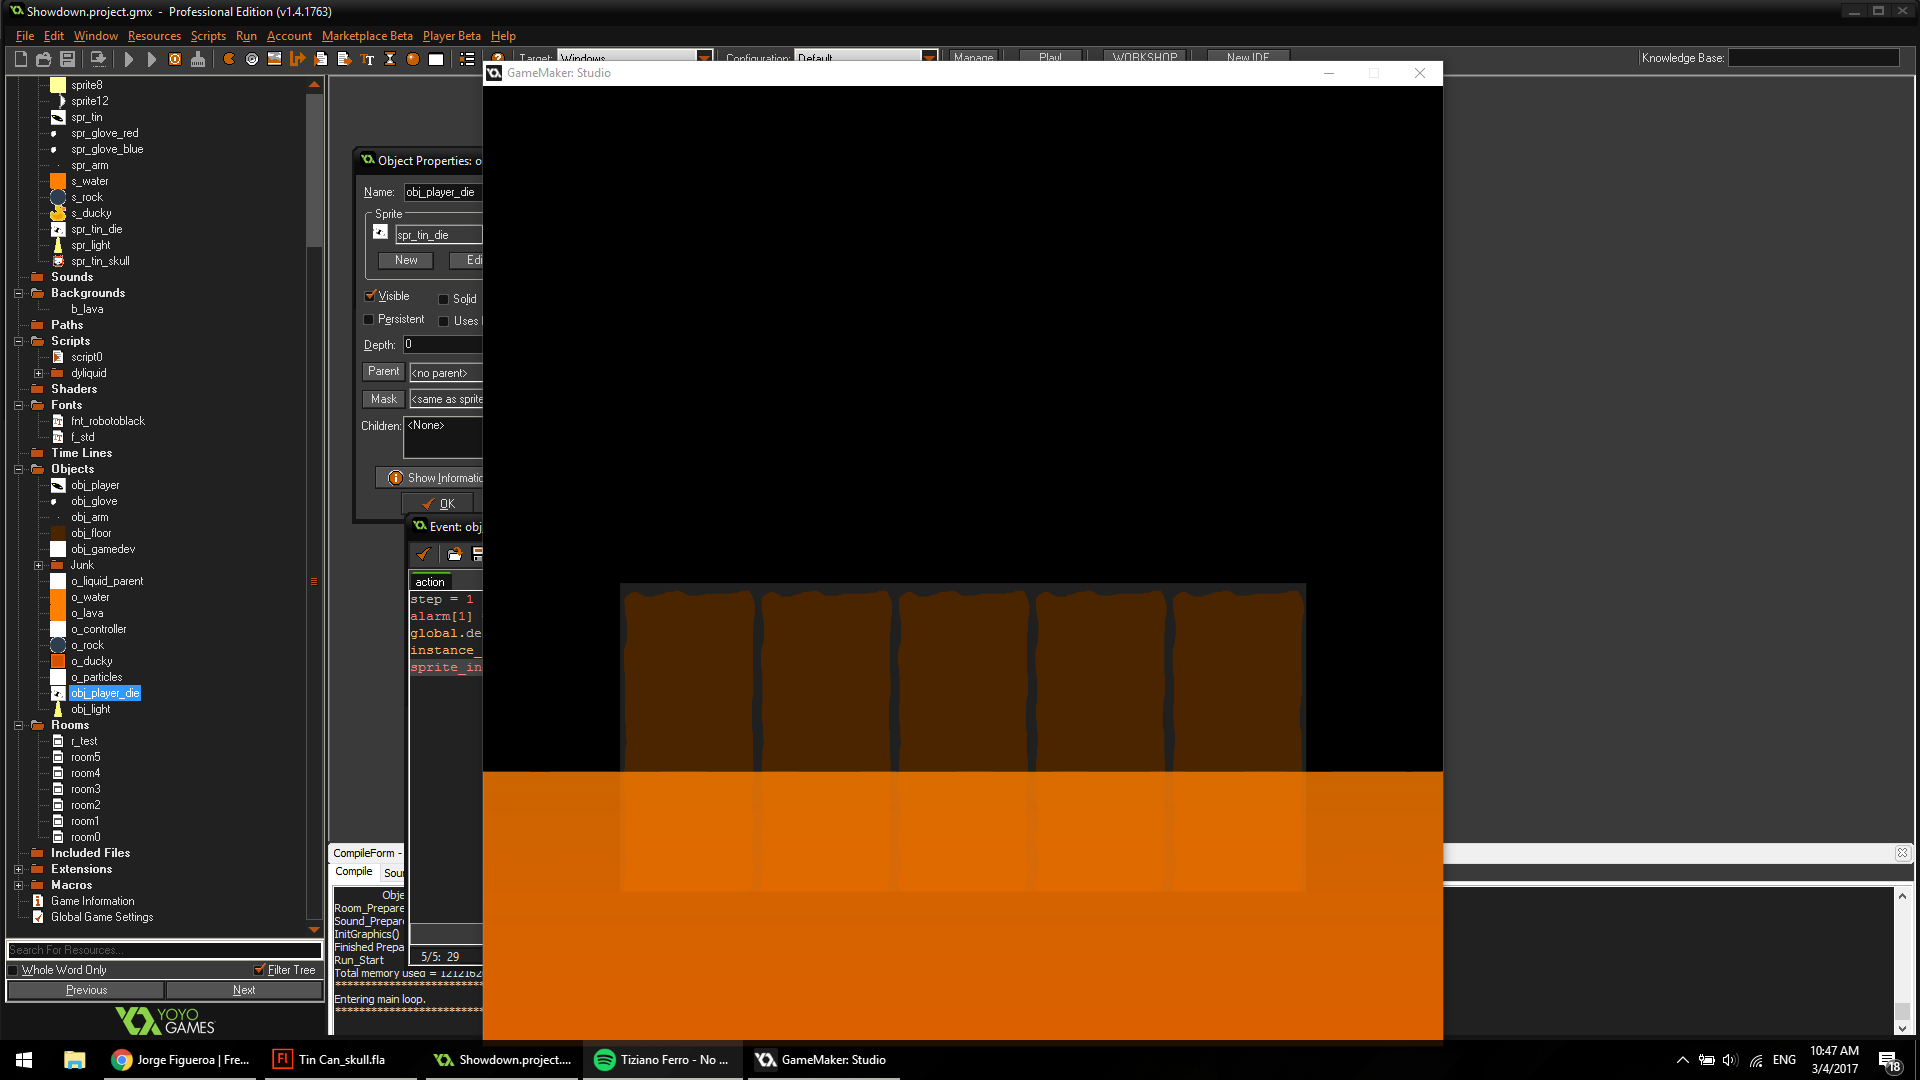 Showdown.project.gmx - Professional Edition (v1.4.1763)
File Edit Window Resources Scripts Run Account Marketplace Beta Player Beta Help
Target: Windows Configuration: Default Manage Play! WORKSHOP New IDE Knowledge Base:
GameMaker: Studio
sprite8
sprite12
spr_tin
spr_glove_red
spr_glove_blue
spr_arm
s_water
s_rock
s_ducky
spr_tin_die
spr_light
spr_tin_skull
Sounds
Backgrounds
b_lava
Paths
Scripts
script0
dyliquid
Shaders
Fonts
fnt_robotoblack
f_std
Time Lines
Objects
obj_player
obj_glove
obj_arm
obj_floor
obj_gamedev
Junk
o_liquid_parent
o_water
o_lava
o_controller
o_rock
o_ducky
o_particles
obj_player_die
obj_light
Rooms
r_test
room5
room4
room3
room2
room1
room0
Included Files
Extensions
Macros
Game Information
Global Game Settings
Search For Resources...
Whole Word Only Filter Tree
Previous Next
YOYO
GAMES
Object Properties: o
Name: obj_player_die
Sprite
spr_tin_die
New Edi
Visible Solid
Persistent Uses
Depth: 0
Parent <no parent>
Mask <same as sprite
Children: <None>
Show Informatio
OK
Event: obj
action
step = 1
alarm[1]
global.de
instance_
sprite_in
5/5: 29
CompileForm -
Compile Sour
Obje
Room_Prepare
Sound_Prepar
InitGraphics()
Finished Prepa
Run_Start
Total memory used = 1212162
***
Entering main loop.
***
Jorge Figueroa | Fre... Tin Can_skull.fla Showdown.project.... Tiziano Ferro - No ... GameMaker: Studio
ENG 10:47 AM
3/4/2017
18